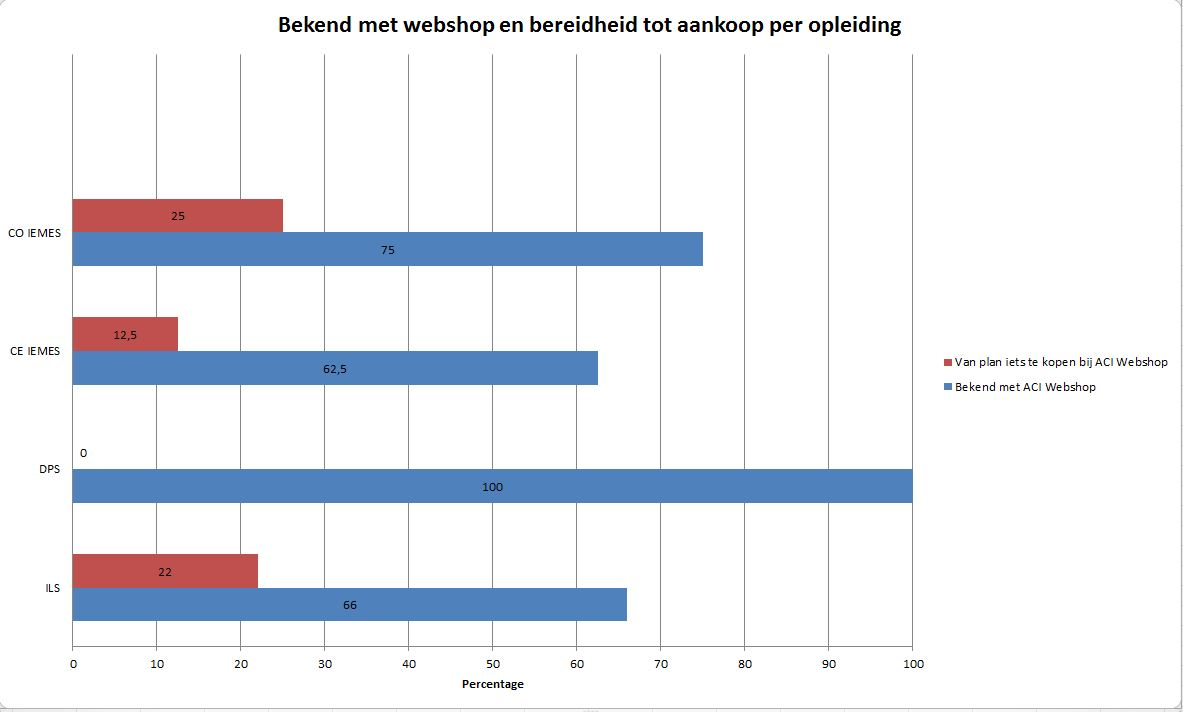 Bekend met webshop en bereidheid tot aankoop per opleiding
CO IEMES
25
75
CE IEMES
12,5
62,5
DPS
0
100
ILS
22
66
0 10 20 30 40 50 60 70 80 90 100
Percentage
Van plan iets te kopen bij ACI Webshop
Bekend met ACI Webshop